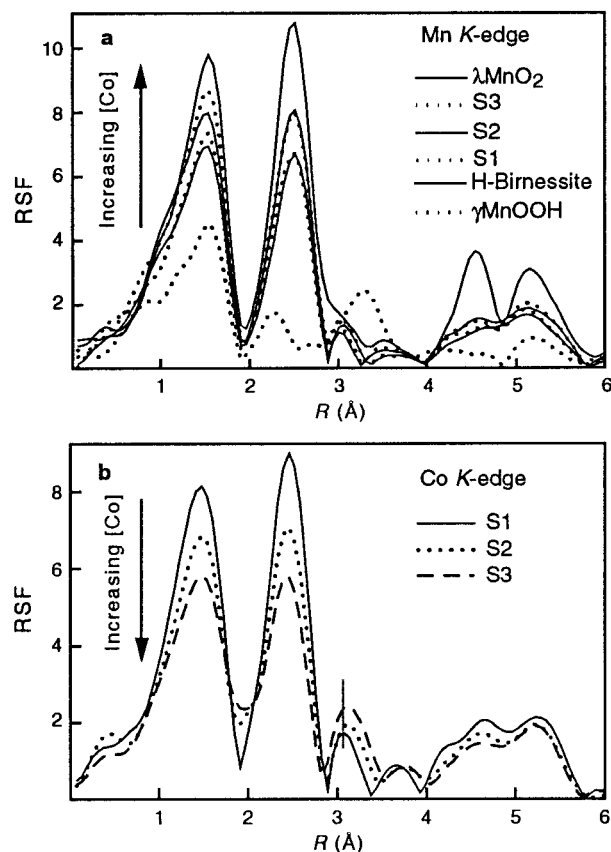 a
Mn K-edge
λMnO2
S3
S2
S1
H-Birnessite
γMnOOH
Increasing [Co]
RSF
10
8
6
4
2
1 2 3 4 5 6
R (Å)
b
Co K-edge
S1
S2
S3
Increasing [Co]
RSF
8
6
4
2
1 2 3 4 5 6
R (Å)